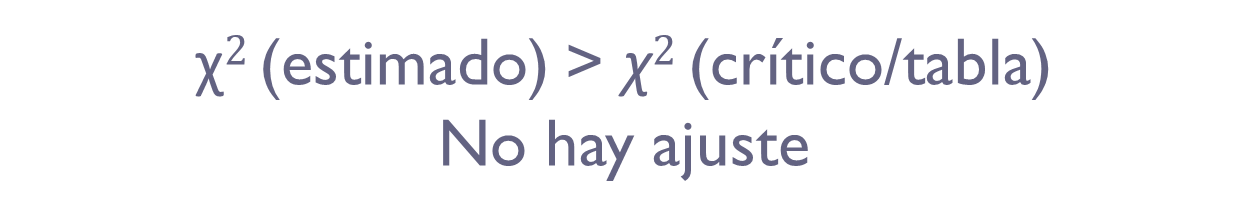 χ² (estimado) > χ² (crítico/tabla)
No hay ajuste